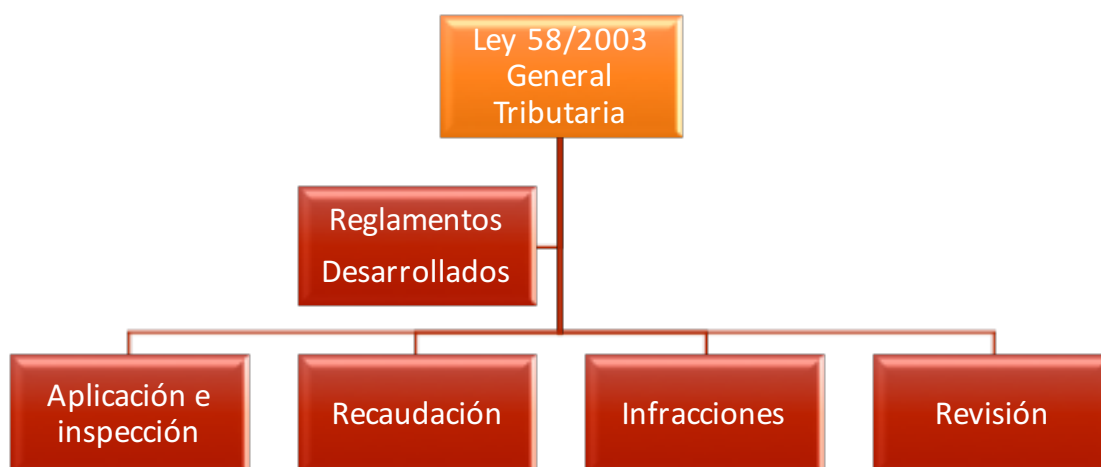 Ley 58/2003
General
Tributaria
Reglamentos
Desarrollados
Aplicación e
inspección
Recaudación
Infracciones
Revisión